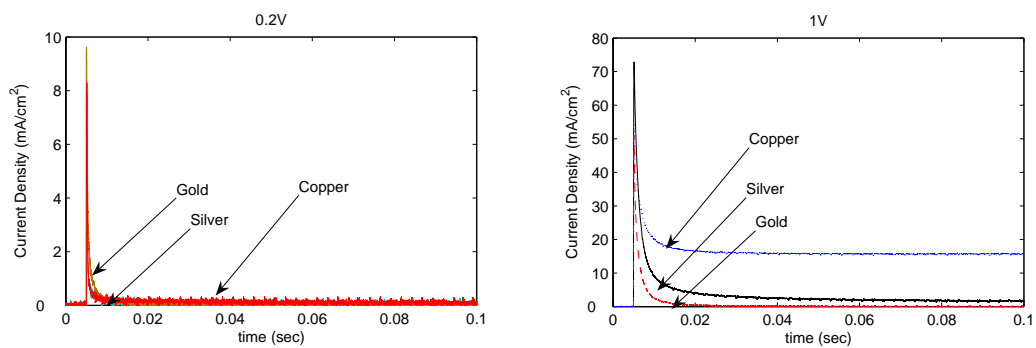 0.2V
10
8
6
4
2
0
Current Density (mA/cm²)
Gold
Silver
Copper
0 0.02 0.04 0.06 0.08 0.1
time (sec)
1V
80
70
60
50
40
30
20
10
0
Current Density (mA/cm²)
Copper
Silver
Gold
0 0.02 0.04 0.06 0.08 0.1
time (sec)